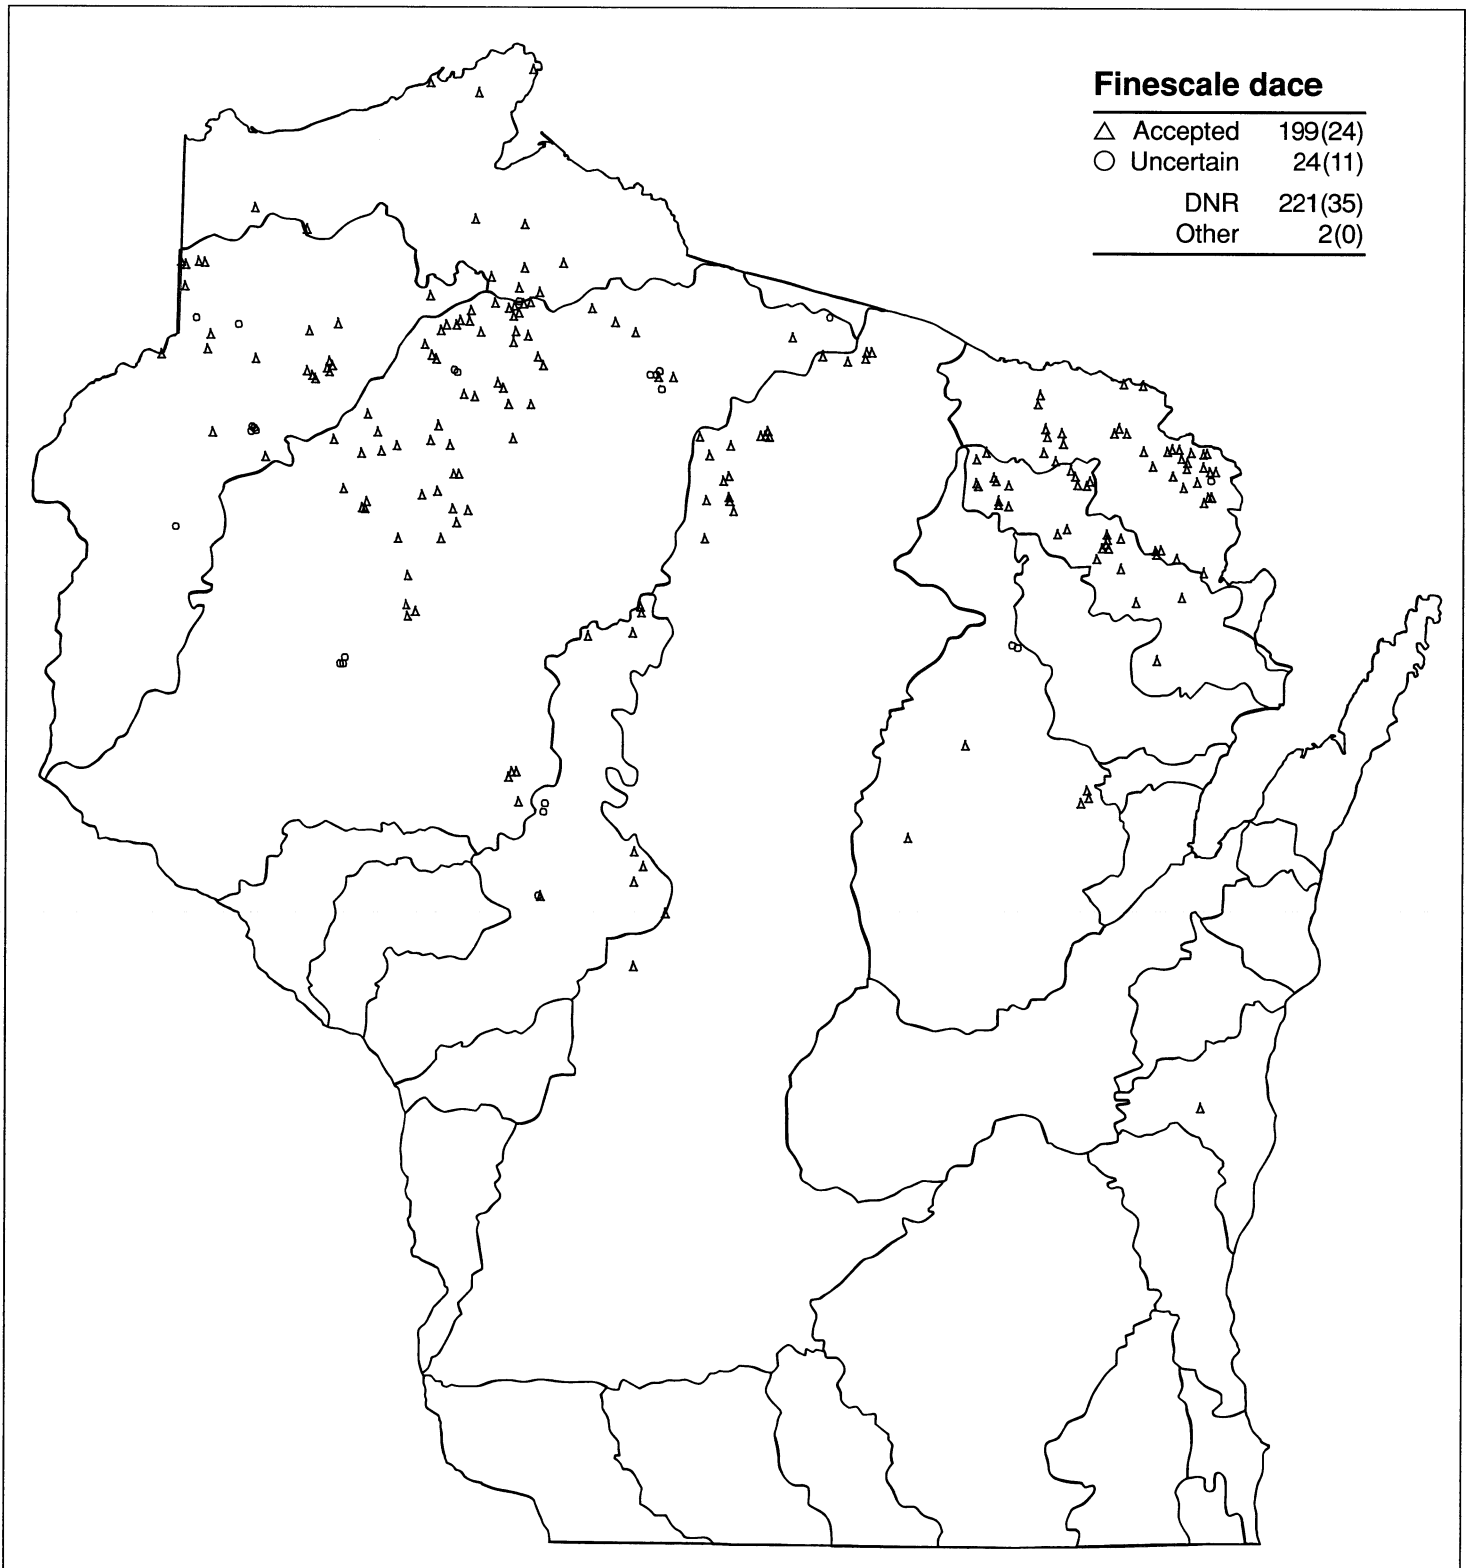 Finescale dace
△ Accepted 199(24)
○ Uncertain 24(11)
DNR 221(35)
Other 2(0)